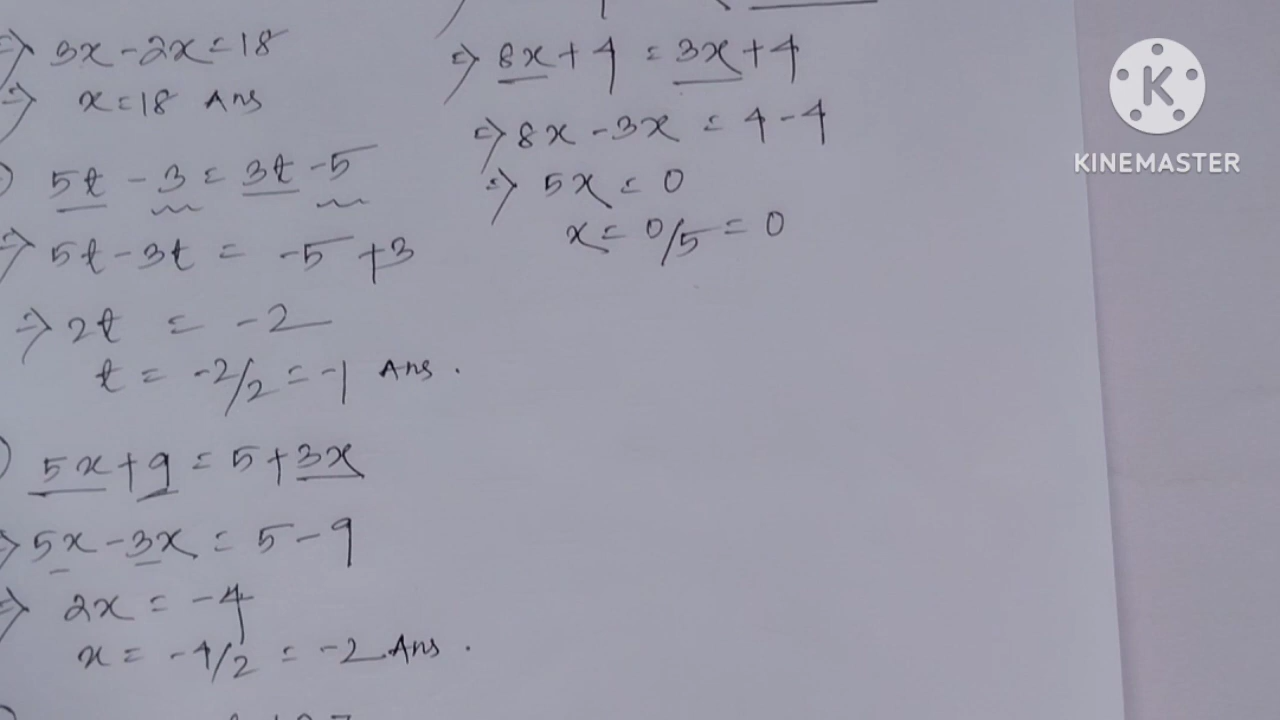 ⇒ 3x - 2x = 18
⇒ x = 18 Ans
) 5t - 3 = 3t - 5
⇒ 5t - 3t = -5 + 3
⇒ 2t = -2
t = -2/2 = -1 Ans.
) 5x + 9 = 5 + 3x
⇒ 5x - 3x = 5 - 9
⇒ 2x = -4
x = -4/2 = -2 Ans.
⇒ 8x + 4 = 3x + 4
⇒ 8x - 3x = 4 - 4
⇒ 5x = 0
x = 0/5 = 0
K
KINEMASTER